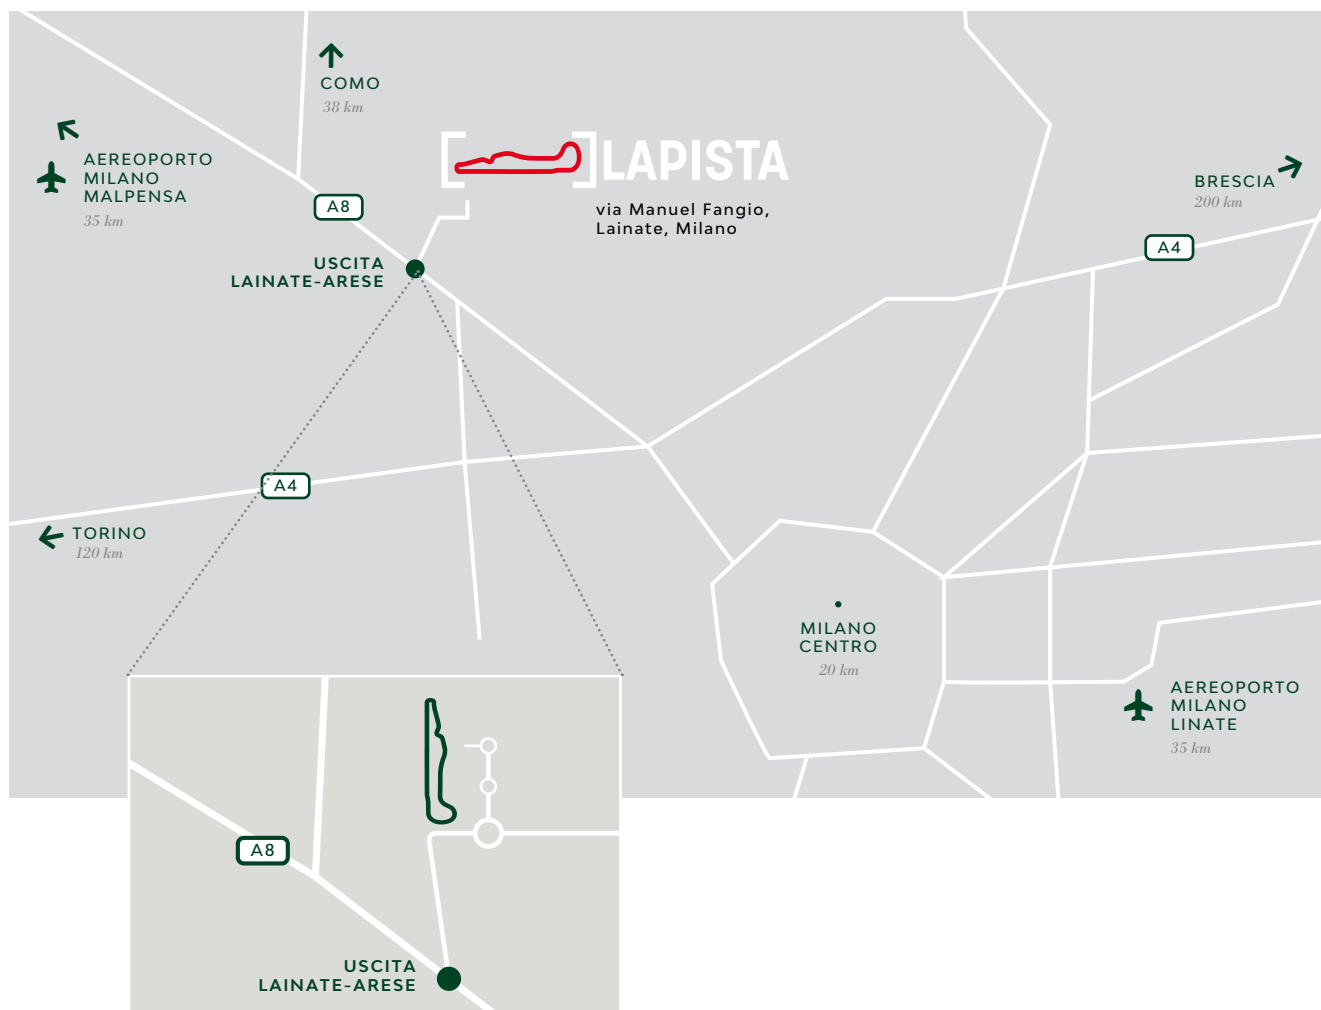 COMO
38 km
AEREOPORTO
MILANO
MALPENSA
35 km
A8
LAPISTA
via Manuel Fangio,
Lainate, Milano
BRESCIA
200 km
A4
USCITA
LAINATE-ARESE
A4
TORINO
120 km
MILANO
CENTRO
20 km
AEREOPORTO
MILANO
LINATE
35 km
A8
USCITA
LAINATE-ARESE